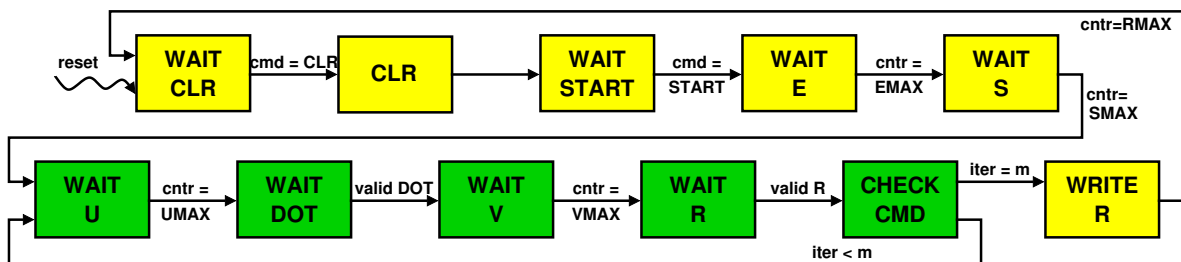 cntr=RMAX
reset
WAIT
CLR
cmd = CLR
CLR
WAIT
START
cmd =
START
WAIT
E
cntr =
EMAX
WAIT
S
cntr=
SMAX
WAIT
U
cntr =
UMAX
WAIT
DOT
valid DOT
WAIT
V
cntr =
VMAX
WAIT
R
valid R
CHECK
CMD
iter = m
iter < m
WRITE
R